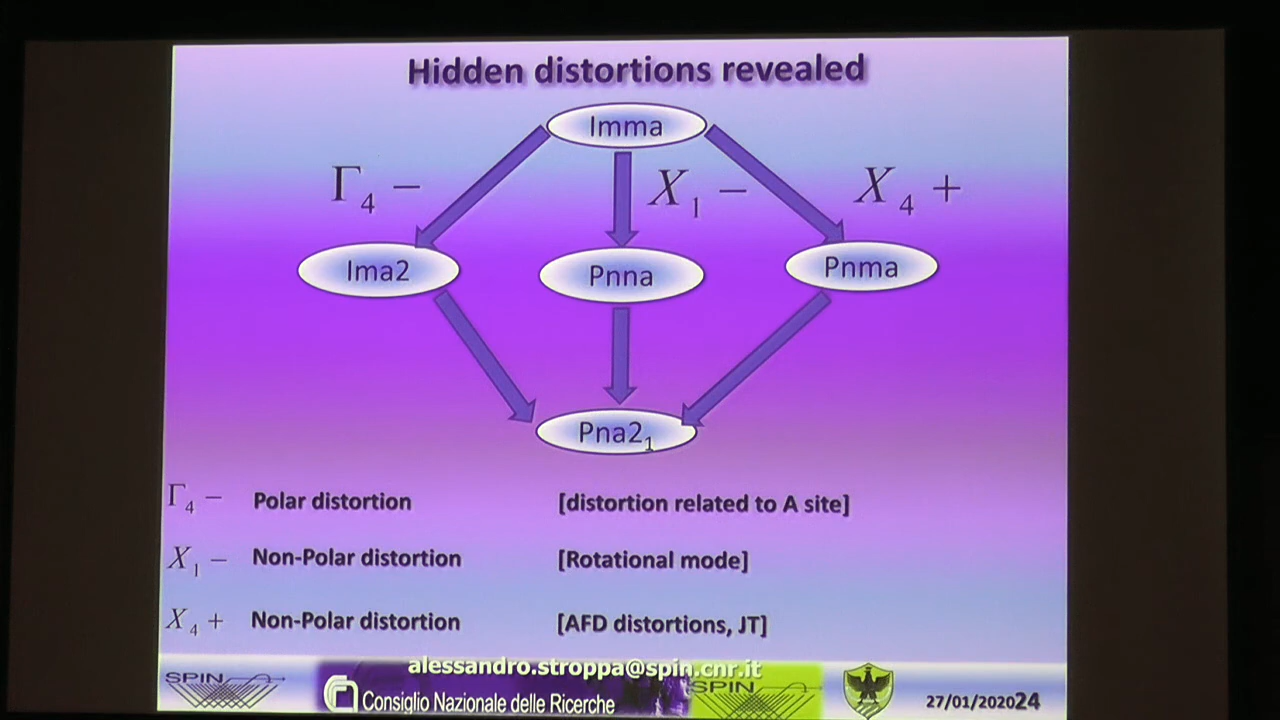 Hidden distortions revealed
Imma
Γ4 − X1 − X4 +
Ima2 Pnna Pnma
Pna21
Γ4 − Polar distortion [distortion related to A site]
X1 − Non-Polar distortion [Rotational mode]
X4 + Non-Polar distortion [AFD distortions, JT]
alessandro.stroppa@spin.cnr.it
SPIN Consiglio Nazionale delle Ricerche SPIN 27/01/2020 24